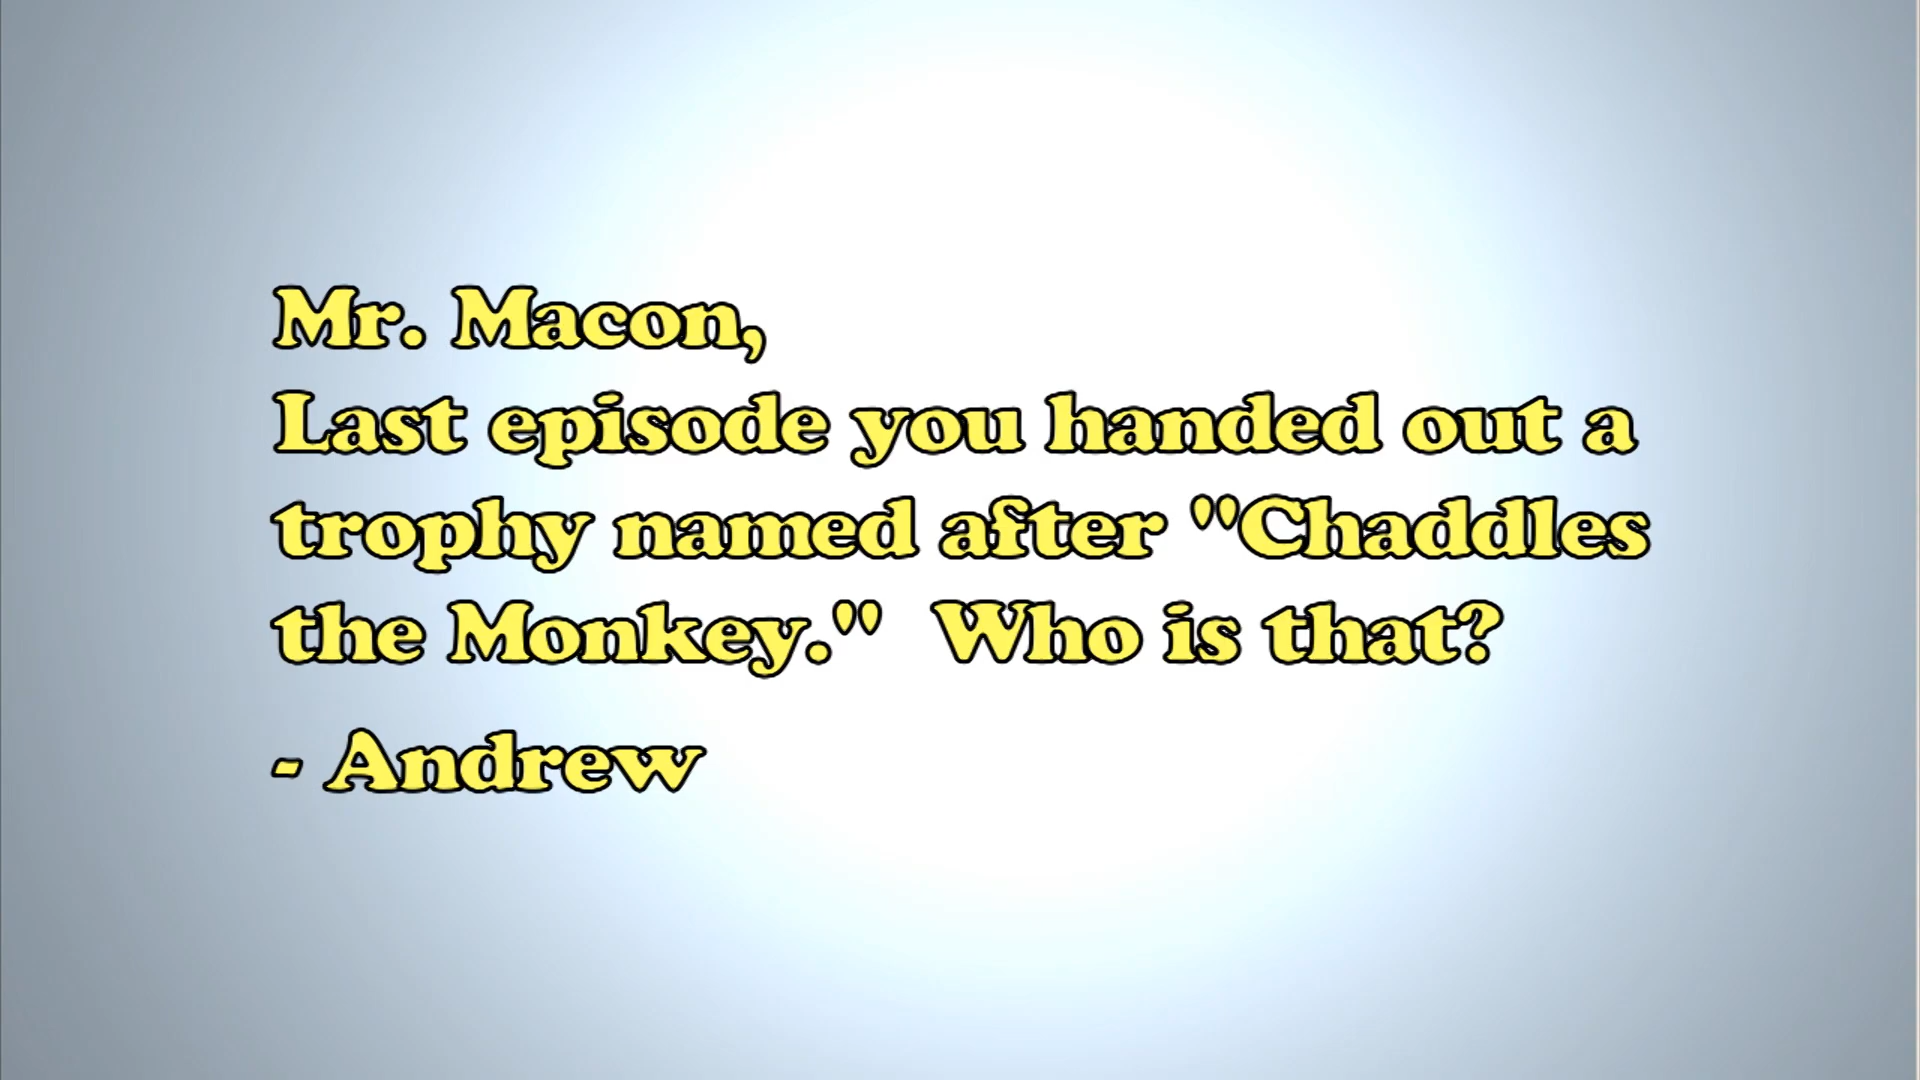 Mr. Macon,
Last episode you handed out a
trophy named after "Chaddles
the Monkey."  Who is that?
- Andrew